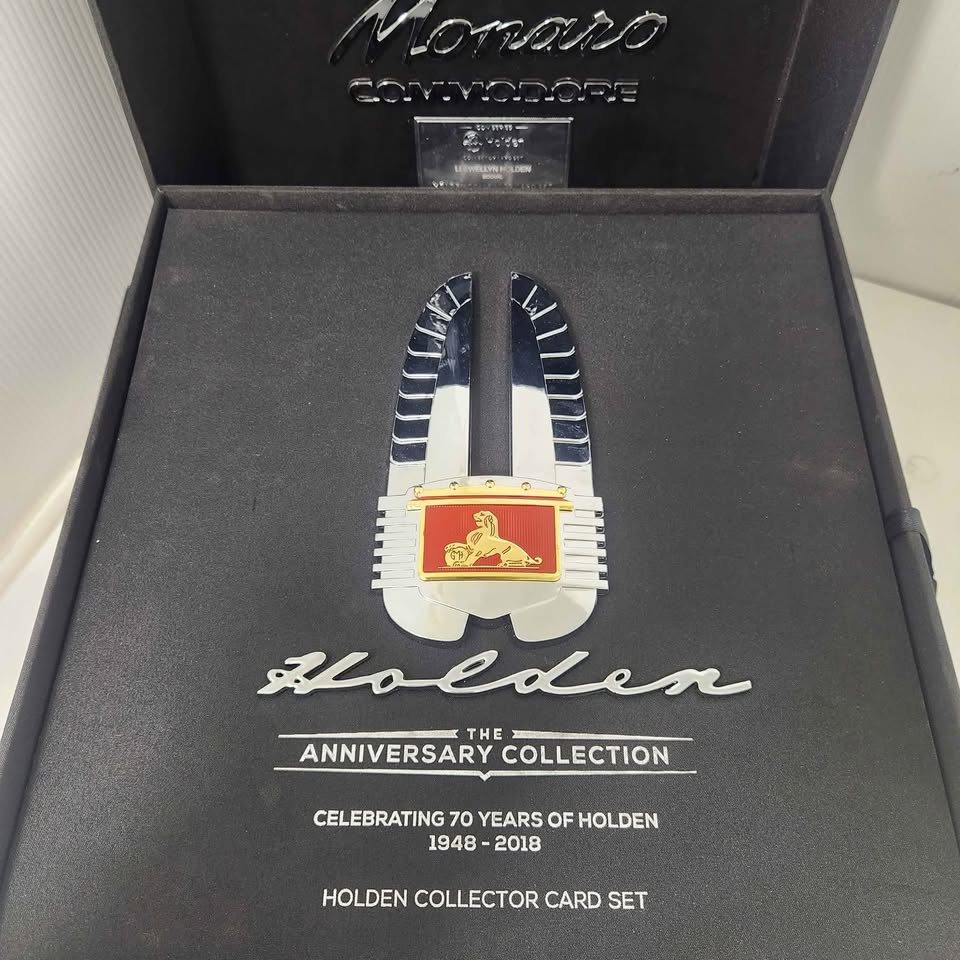 Monaro
COMMODORE
Holden
LLEWELLYN HOLDEN
GMH
Holden
THE
ANNIVERSARY COLLECTION
CELEBRATING 70 YEARS OF HOLDEN
1948 - 2018
HOLDEN COLLECTOR CARD SET